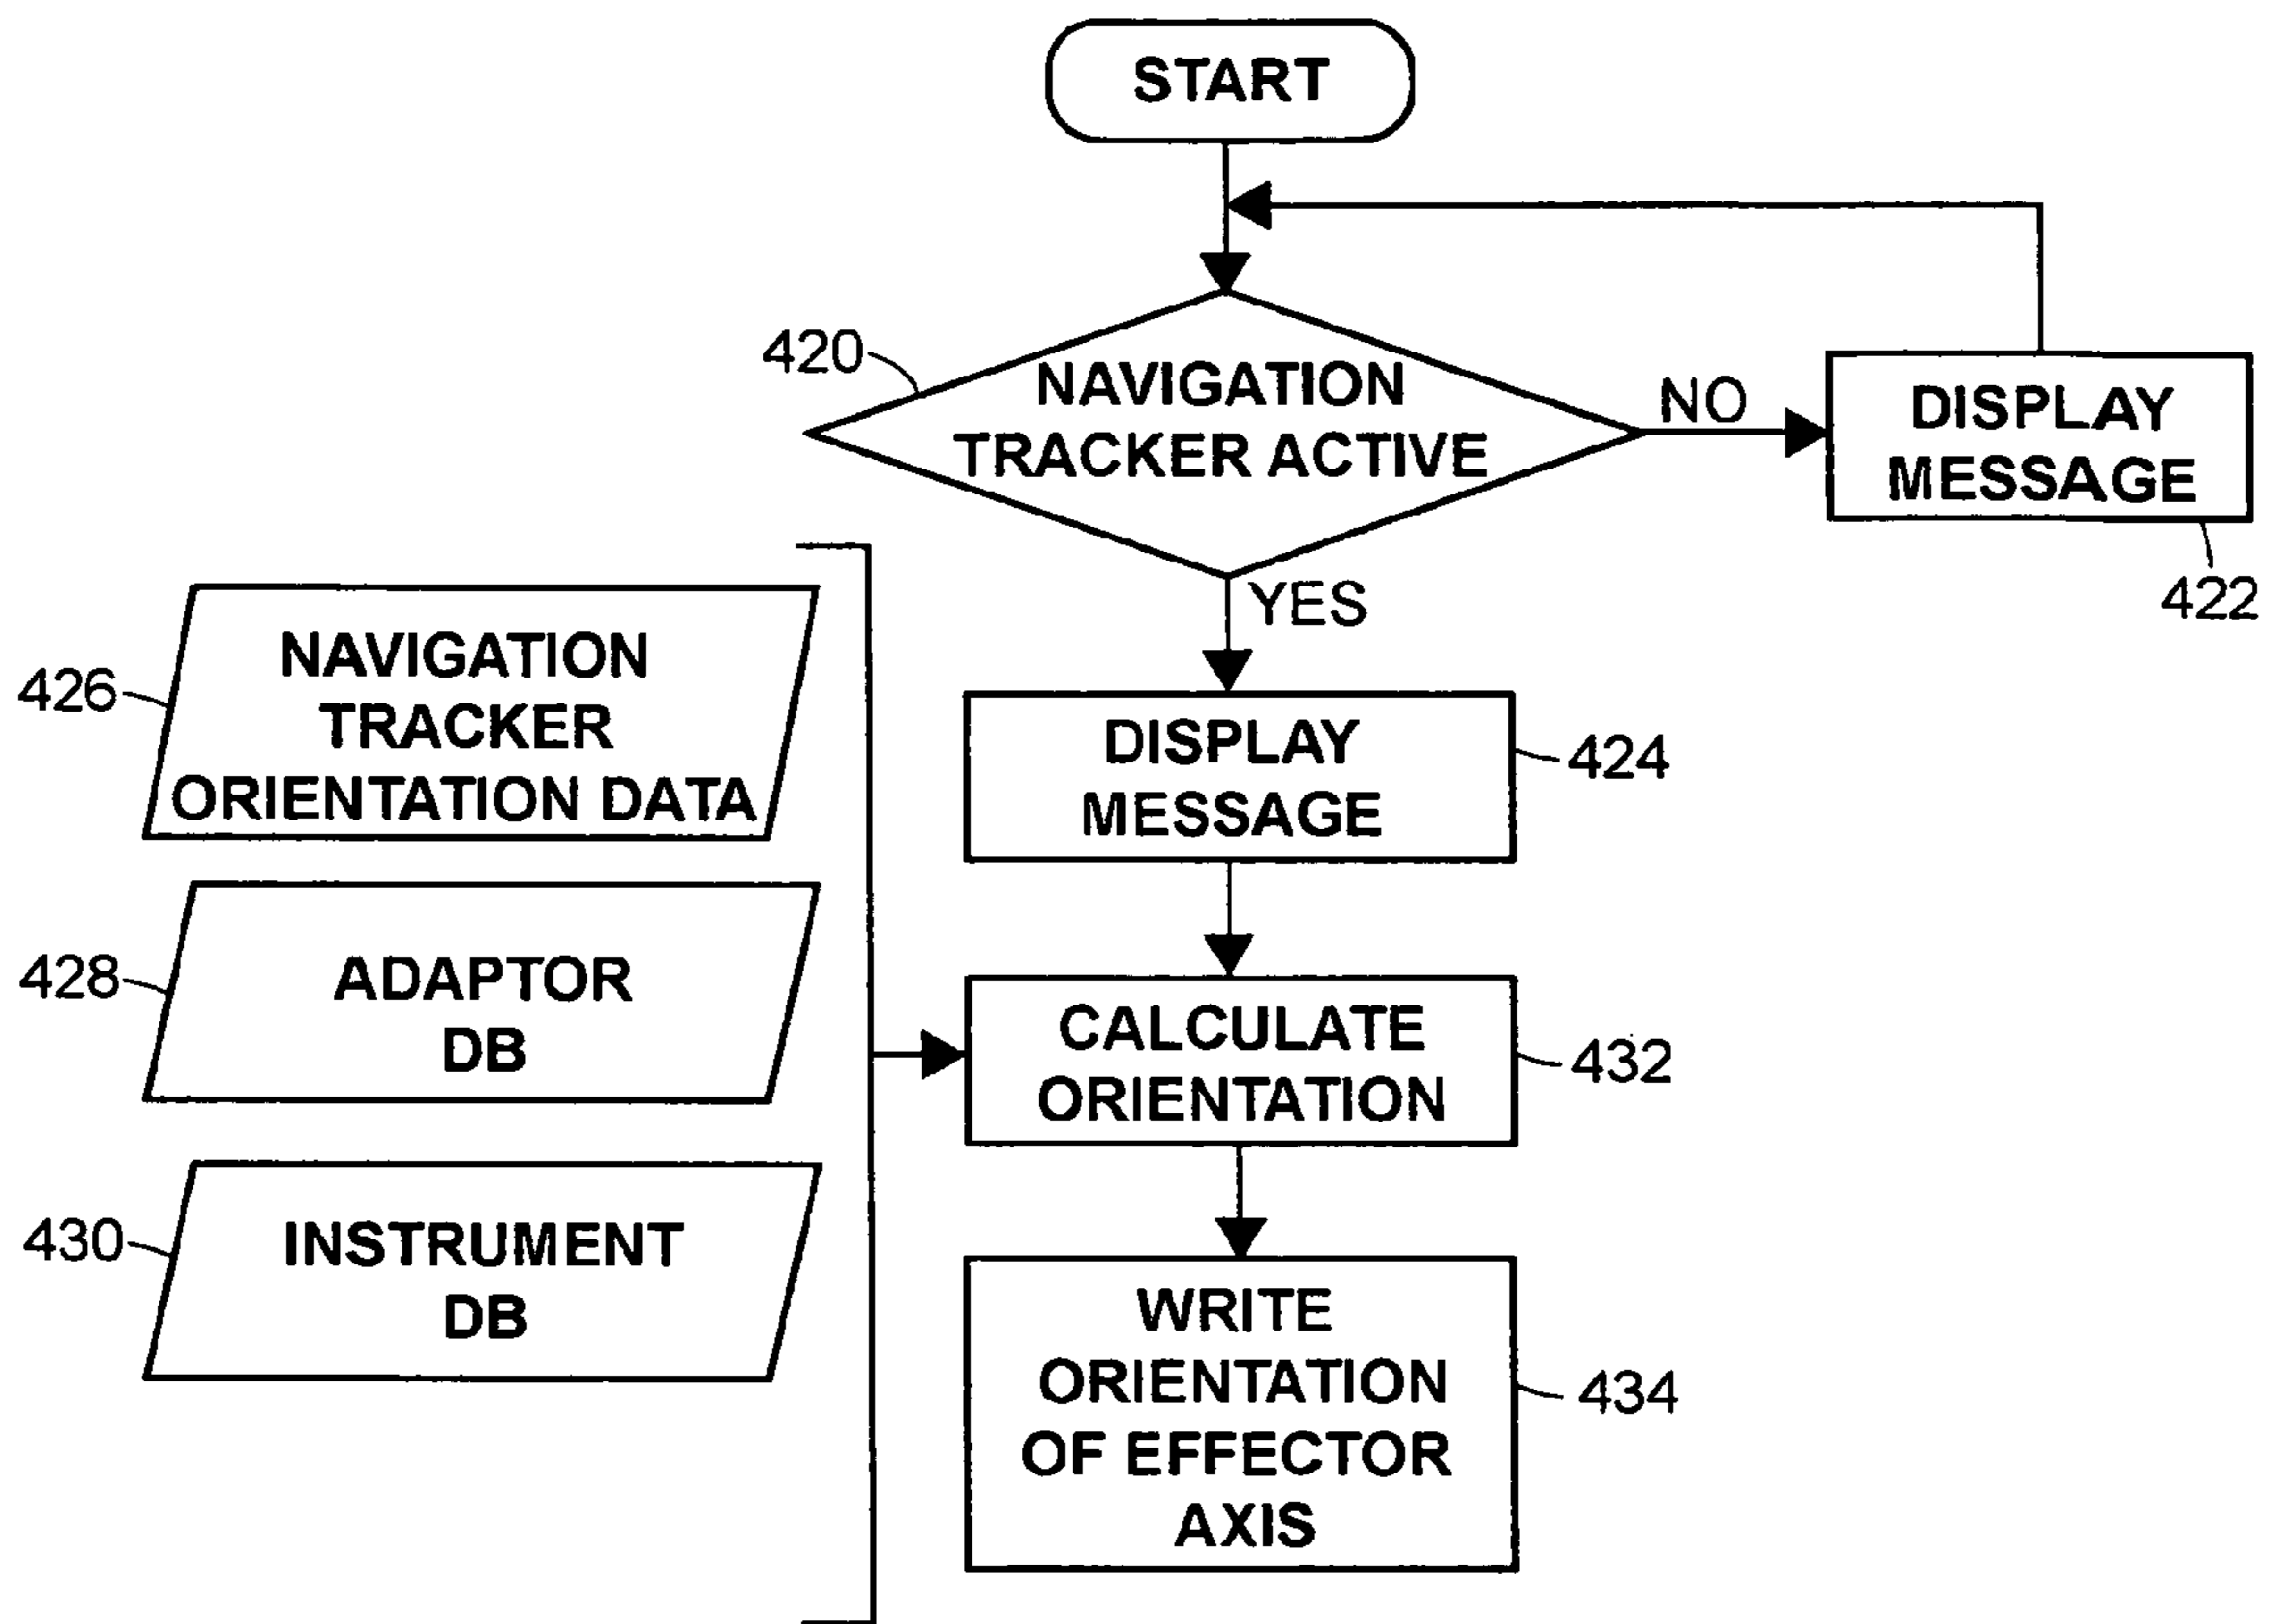 START
420
NAVIGATION
TRACKER ACTIVE
NO
DISPLAY
MESSAGE
422
YES
426
NAVIGATION
TRACKER
ORIENTATION DATA
DISPLAY
MESSAGE
424
428
ADAPTOR
DB
CALCULATE
ORIENTATION
432
430
INSTRUMENT
DB
WRITE
ORIENTATION
OF EFFECTOR
AXIS
434